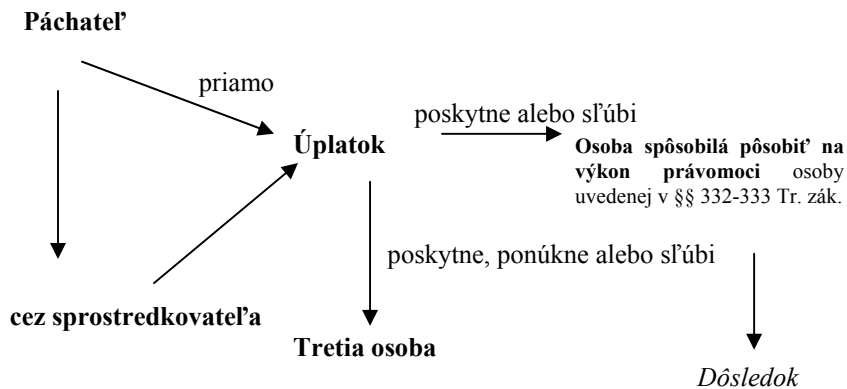 Páchateľ
priamo
poskytne alebo sľúbi
Úplatok
Osoba spôsobilá pôsobiť na
výkon právomoci osoby
uvedenej v §§ 332-333 Tr. zák.
poskytne, ponúkne alebo sľúbi
cez sprostredkovateľa
Tretia osoba
Dôsledok